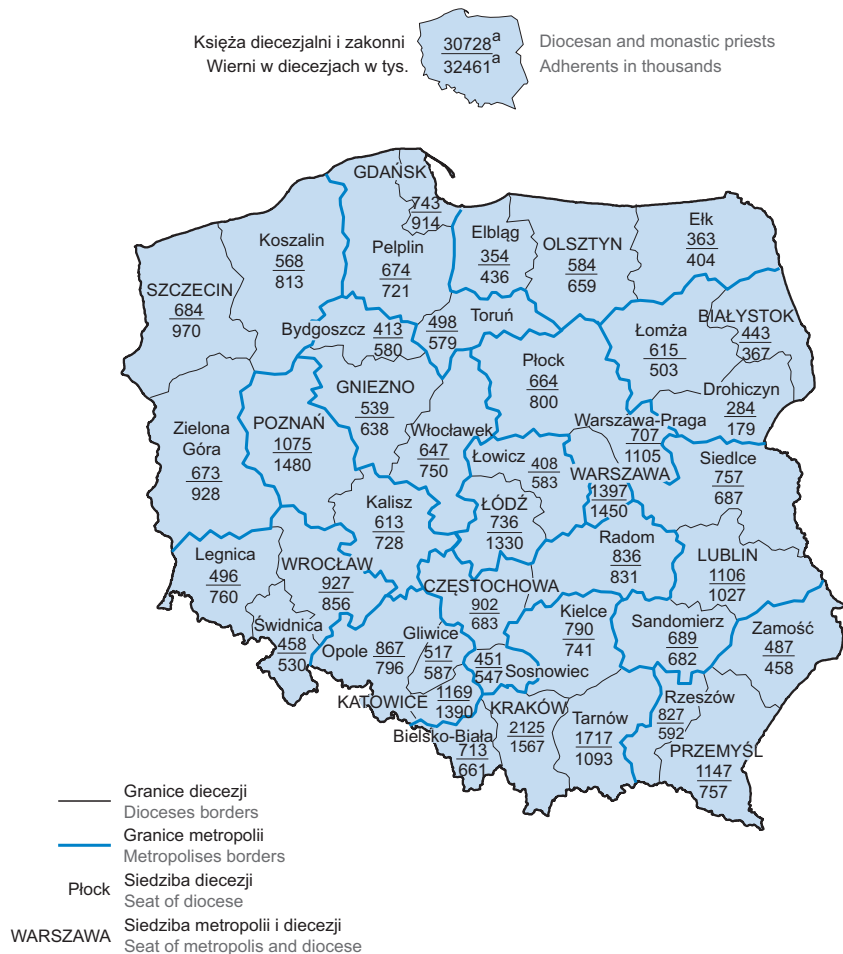 Księża diecezjalni i zakonni
Wierni w diecezjach w tys.
30728a
32461a
Diocesan and monastic priests
Adherents in thousands
GDAŃSK
743
914
Koszalin
568
813
Pelplin
674
721
Elbląg
354
436
OLSZTYN
584
659
Ełk
363
404
SZCZECIN
684
970
Bydgoszcz
413
580
Toruń
498
579
Łomża
615
503
BIAŁYSTOK
443
367
Płock
664
800
Drohiczyn
284
179
GNIEZNO
539
638
Zielona
Góra
673
928
POZNAŃ
1075
1480
Włocławek
647
750
Warszawa-Praga
707
1105
Łowicz
408
583
WARSZAWA
1397
1450
Siedlce
757
687
Kalisz
613
728
ŁÓDŹ
736
1330
Radom
836
831
LUBLIN
1106
1027
Legnica
496
760
WROCŁAW
927
856
CZĘSTOCHOWA
902
683
Kielce
790
741
Sandomierz
689
682
Zamość
487
458
Świdnica
458
530
Opole
867
796
Gliwice
517
587
451
547
Sosnowiec
KATOWICE
1169
1390
KRAKÓW
2125
1567
Tarnów
1717
1093
Rzeszów
827
592
Bielsko-Biała
713
661
PRZEMYŚL
1147
757
Granice diecezji
Dioceses borders
Granice metropolii
Metropolises borders
Płock
Siedziba diecezji
Seat of diocese
WARSZAWA
Siedziba metropolii i diecezji
Seat of metropolis and diocese